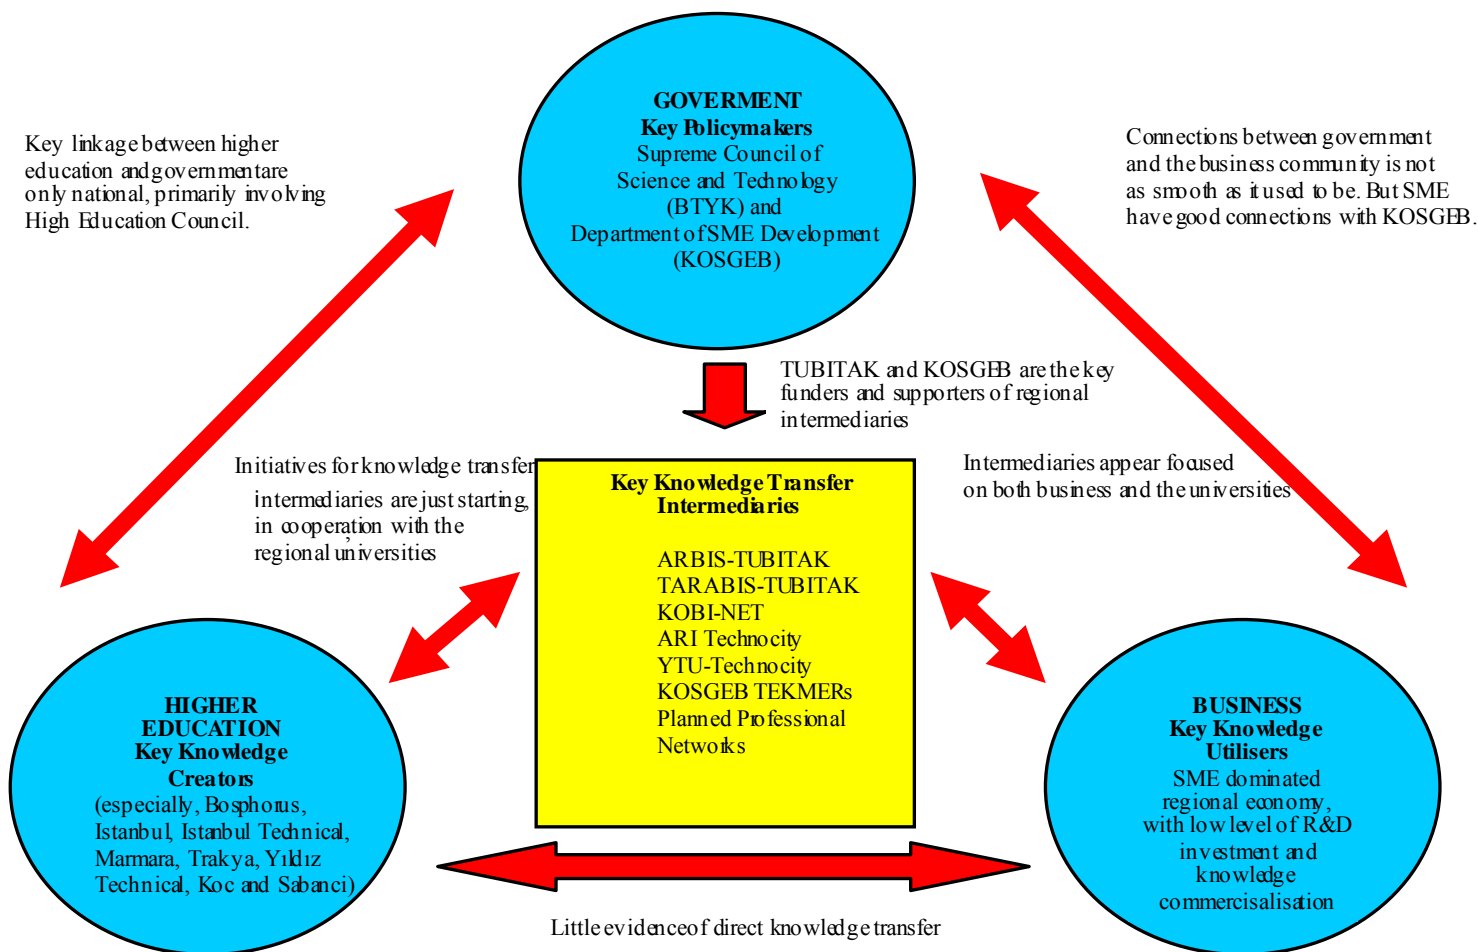 GOVERMENT
Key Policymakers
Supreme Council of
Science and Technology
(BTYK) and
Department of SME Development
(KOSGEB)
Key linkage between higher
education and government are
only national, primarily involving
High Education Council.
Connections between government
and the business community is not
as smooth as it used to be. But SME
have good connections with KOSGEB.
TUBITAK and KOSGEB are the key
funders and supporters of regional
intermediaries
Initiatives for knowledge transfer
intermediaries are just starting,
in cooperation with the
regional universities
Key Knowledge Transfer
Intermediaries
ARBIS-TUBITAK
TARABIS-TUBITAK
KOBI-NET
ARI Technocity
YTU-Technocity
KOSGEB TEKMERs
Planned Professional
Networks
Intermediaries appear focused
on both business and the universities
HIGHER
EDUCATION
Key Knowledge
Creators
(especially, Bosphorus,
Istanbul, Istanbul Technical,
Marmara, Trakya, Yıldız
Technical, Koc and Sabanci)
BUSINESS
Key Knowledge
Utilisers
SME dominated
regional economy,
with low level of R&D
investment and
knowledge
commercisalisation
Little evidence of direct knowledge transfer